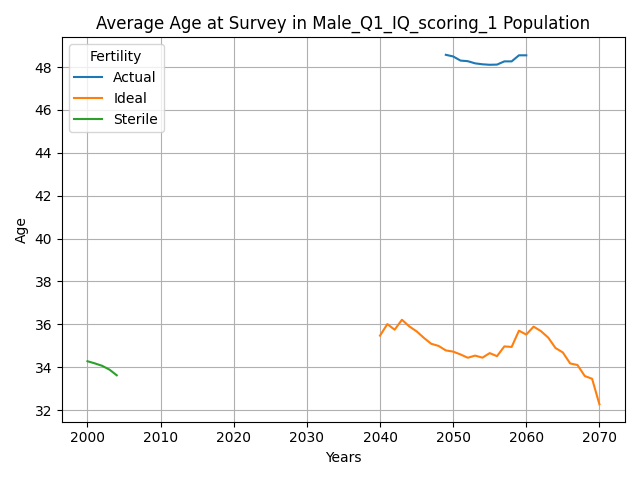 Average Age at Survey in Male_Q1_IQ_scoring_1 Population
Fertility
Actual
Ideal
Sterile
Age
48
46
44
42
40
38
36
34
32
2000
2010
2020
2030
2040
2050
2060
2070
Years